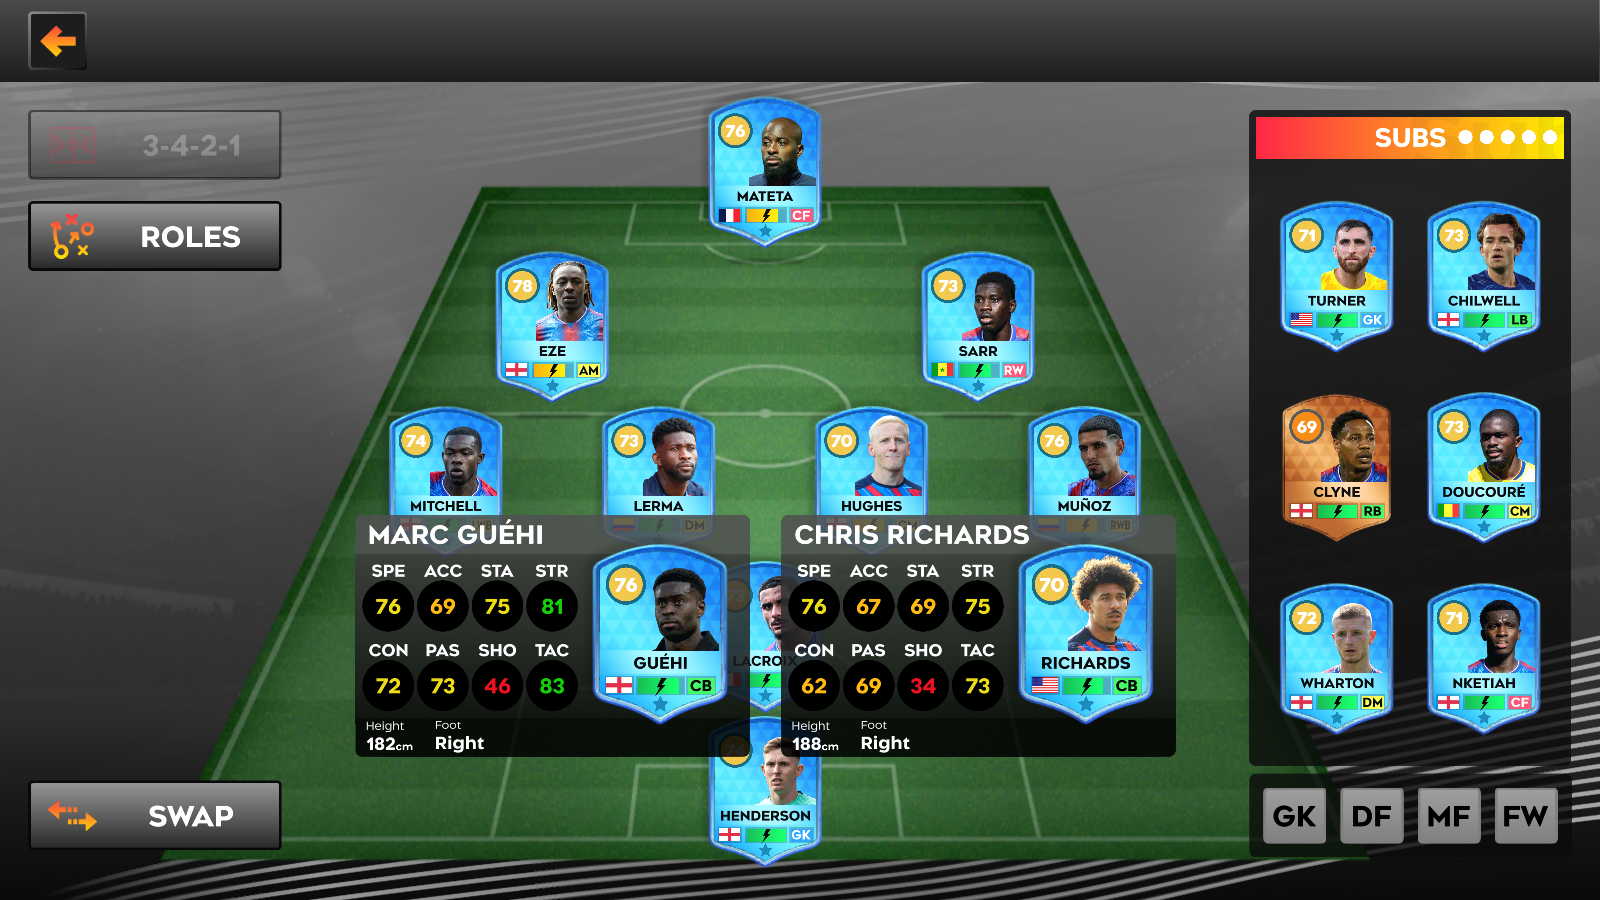 3-4-2-1
ROLES
SWAP
76
MATETA
CF
78
EZE
AM
73
SARR
RW
74
MITCHELL
LWB
73
LERMA
DM
70
HUGHES
CM
76
MUÑOZ
RWB
MARC GUÉHI
SPE ACC STA STR
76 69 75 81
CON PAS SHO TAC
72 73 46 83
Height Foot
182cm Right
76
GUÉHI
CB
LACROIX
CHRIS RICHARDS
SPE ACC STA STR
76 67 69 75
CON PAS SHO TAC
62 69 34 73
Height Foot
188cm Right
70
RICHARDS
CB
74
HENDERSON
GK
SUBS
71
TURNER
GK
73
CHILWELL
LB
69
CLYNE
RB
73
DOUCOURÉ
CM
72
WHARTON
DM
71
NKETIAH
CF
GK DF MF FW